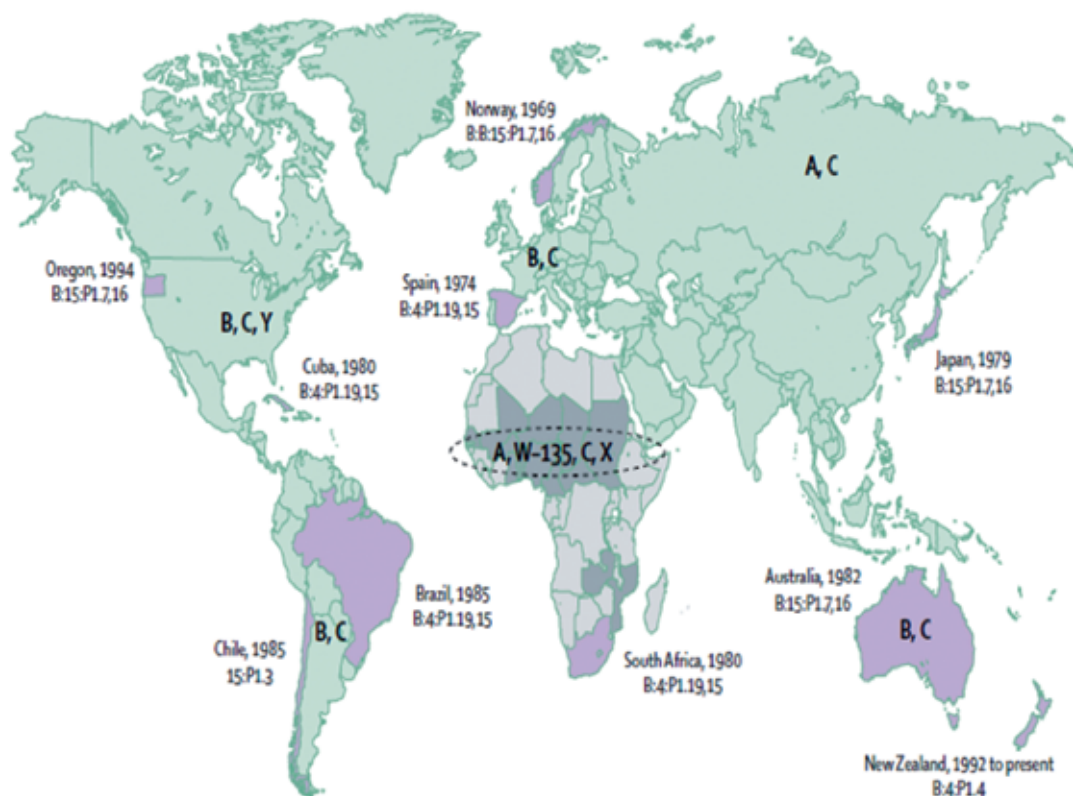 Norway, 1969
B:B:15:P1.7,16
A, C
Oregon, 1994
B:15:P1.7,16
B, C
Spain, 1974
B:4:P1.19,15
B, C, Y
Cuba, 1980
B:4:P1.19,15
Japan, 1979
B:15:P1.7,16
A, W-135, C, X
Australia, 1982
B:15:P1.7,16
Brazil, 1985
B:4:P1.19,15
B, C
B, C
Chile, 1985
15:P1.3
South Africa, 1980
B:4:P1.19,15
New Zealand, 1992 to present
B:4:P1.4